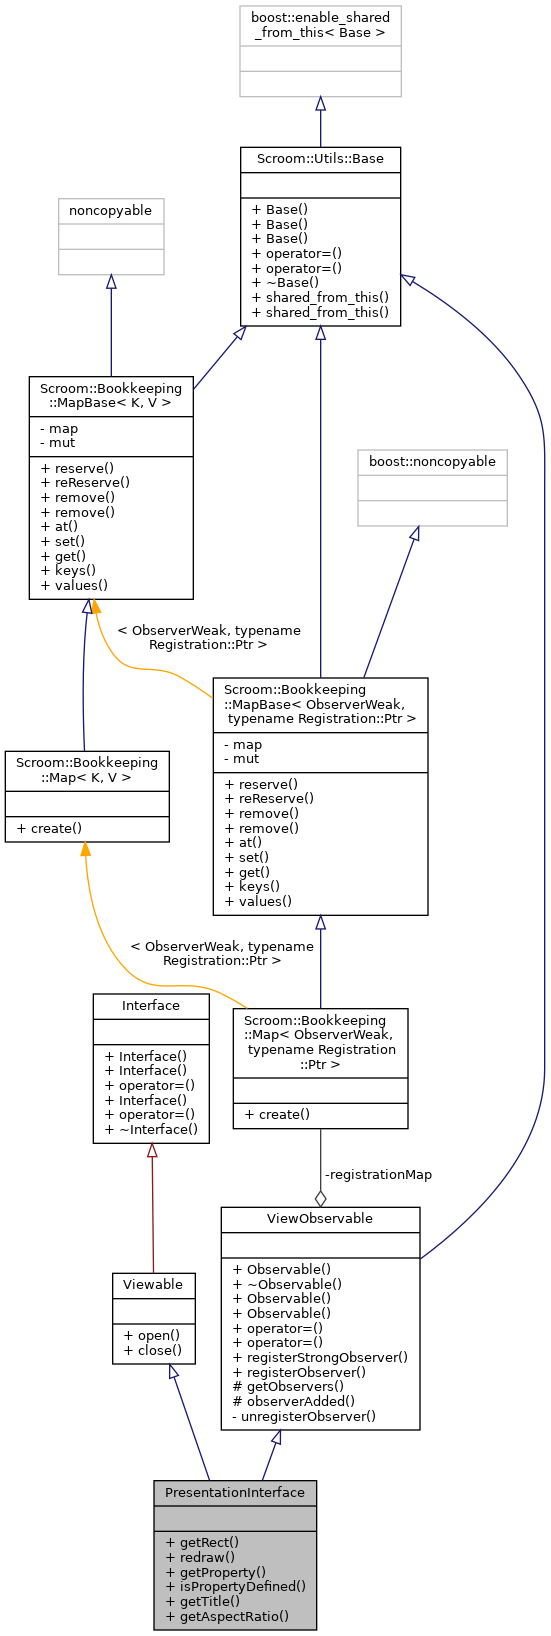 boost::enable_shared
_from_this< Base >
Scroom::Utils::Base
+ Base()
+ Base()
+ Base()
+ operator=()
+ operator=()
+ ~Base()
+ shared_from_this()
+ shared_from_this()
noncopyable
Scroom::Bookkeeping
::MapBase< K, V >
- map
- mut
+ reserve()
+ reReserve()
+ remove()
+ remove()
+ at()
+ set()
+ get()
+ keys()
+ values()
boost::noncopyable
< ObserverWeak, typename
Registration::Ptr >
Scroom::Bookkeeping
::MapBase< ObserverWeak,
typename Registration::Ptr >
- map
- mut
+ reserve()
+ reReserve()
+ remove()
+ remove()
+ at()
+ set()
+ get()
+ keys()
+ values()
Scroom::Bookkeeping
::Map< K, V >
+ create()
< ObserverWeak, typename
Registration::Ptr >
Interface
+ Interface()
+ Interface()
+ operator=()
+ Interface()
+ operator=()
+ ~Interface()
Scroom::Bookkeeping
::Map< ObserverWeak,
typename Registration
::Ptr >
+ create()
-registrationMap
ViewObservable
+ Observable()
+ ~Observable()
+ Observable()
+ Observable()
+ operator=()
+ operator=()
+ registerStrongObserver()
+ registerObserver()
# getObservers()
# observerAdded()
- unregisterObserver()
Viewable
+ open()
+ close()
PresentationInterface
+ getRect()
+ redraw()
+ getProperty()
+ isPropertyDefined()
+ getTitle()
+ getAspectRatio()